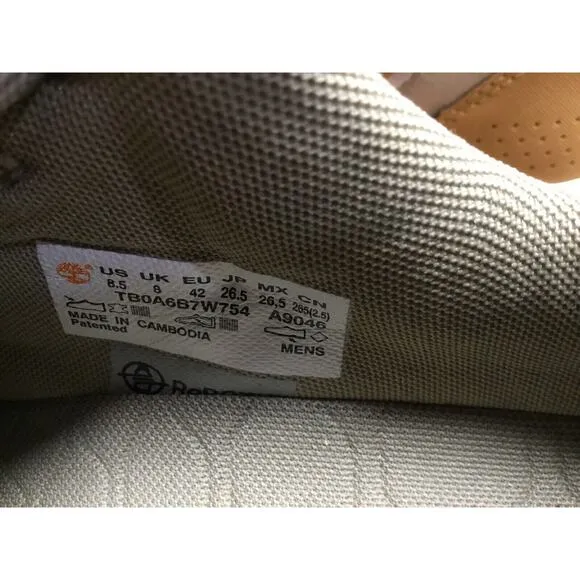 US UK EU JP MX CN
8.5 8 42 26.5 26,5 265(2.5)
TB0A6B7W754 A9046
MADE IN CAMBODIA
Patented
MENS